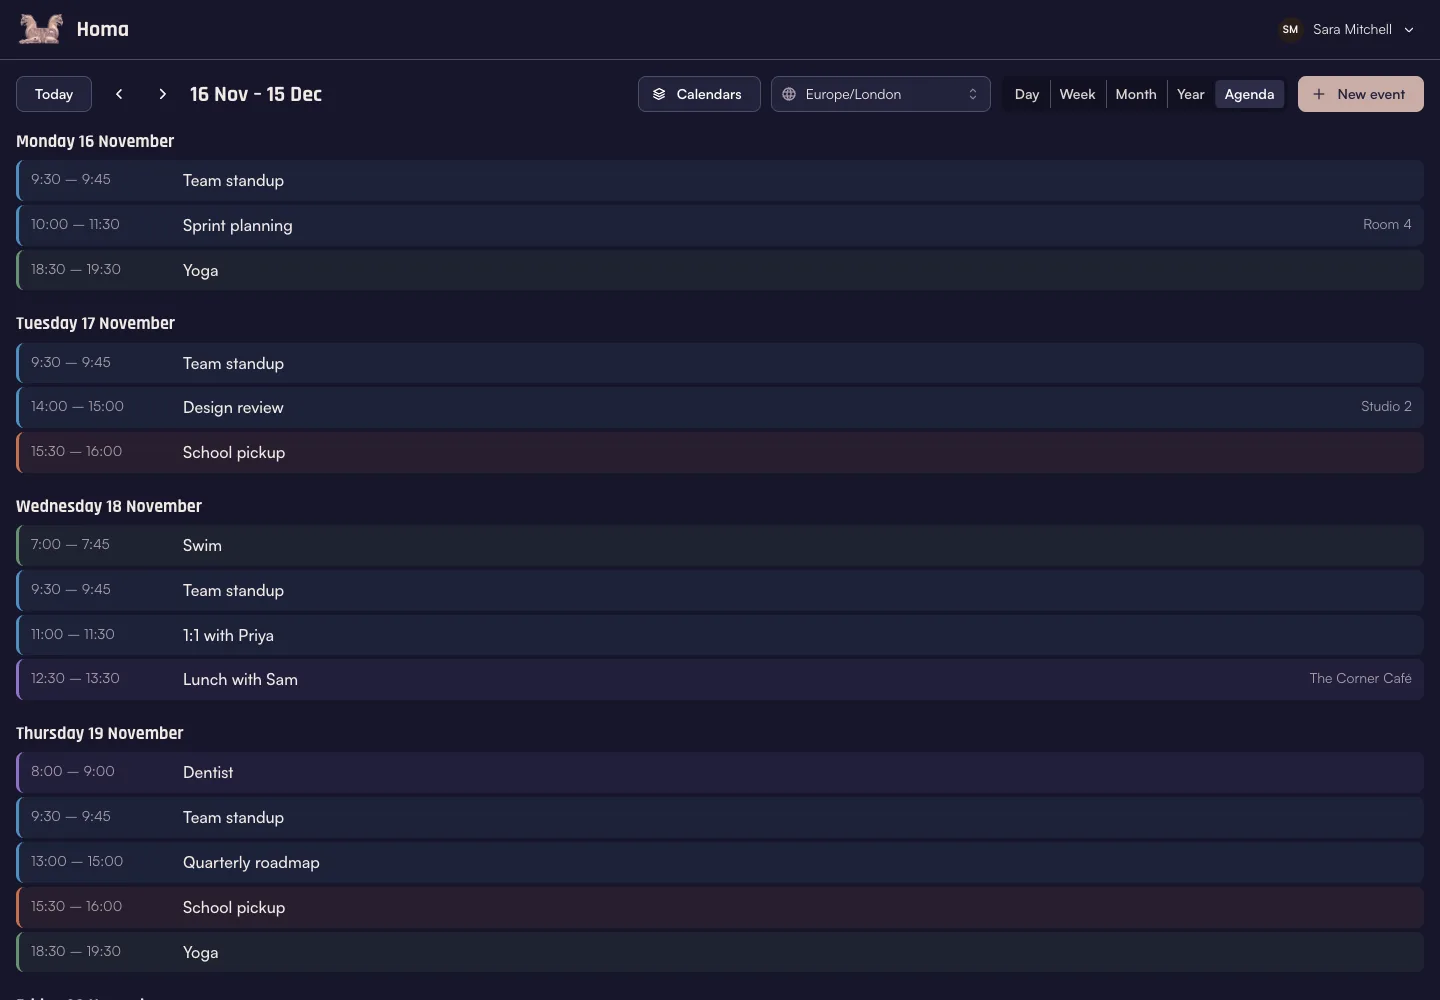 Homa
SM Sara Mitchell
Today 16 Nov – 15 Dec Calendars Europe/London Day Week Month Year Agenda + New event
Monday 16 November
9:30 — 9:45 Team standup
10:00 — 11:30 Sprint planning Room 4
18:30 — 19:30 Yoga
Tuesday 17 November
9:30 — 9:45 Team standup
14:00 — 15:00 Design review Studio 2
15:30 — 16:00 School pickup
Wednesday 18 November
7:00 — 7:45 Swim
9:30 — 9:45 Team standup
11:00 — 11:30 1:1 with Priya
12:30 — 13:30 Lunch with Sam The Corner Café
Thursday 19 November
8:00 — 9:00 Dentist
9:30 — 9:45 Team standup
13:00 — 15:00 Quarterly roadmap
15:30 — 16:00 School pickup
18:30 — 19:30 Yoga